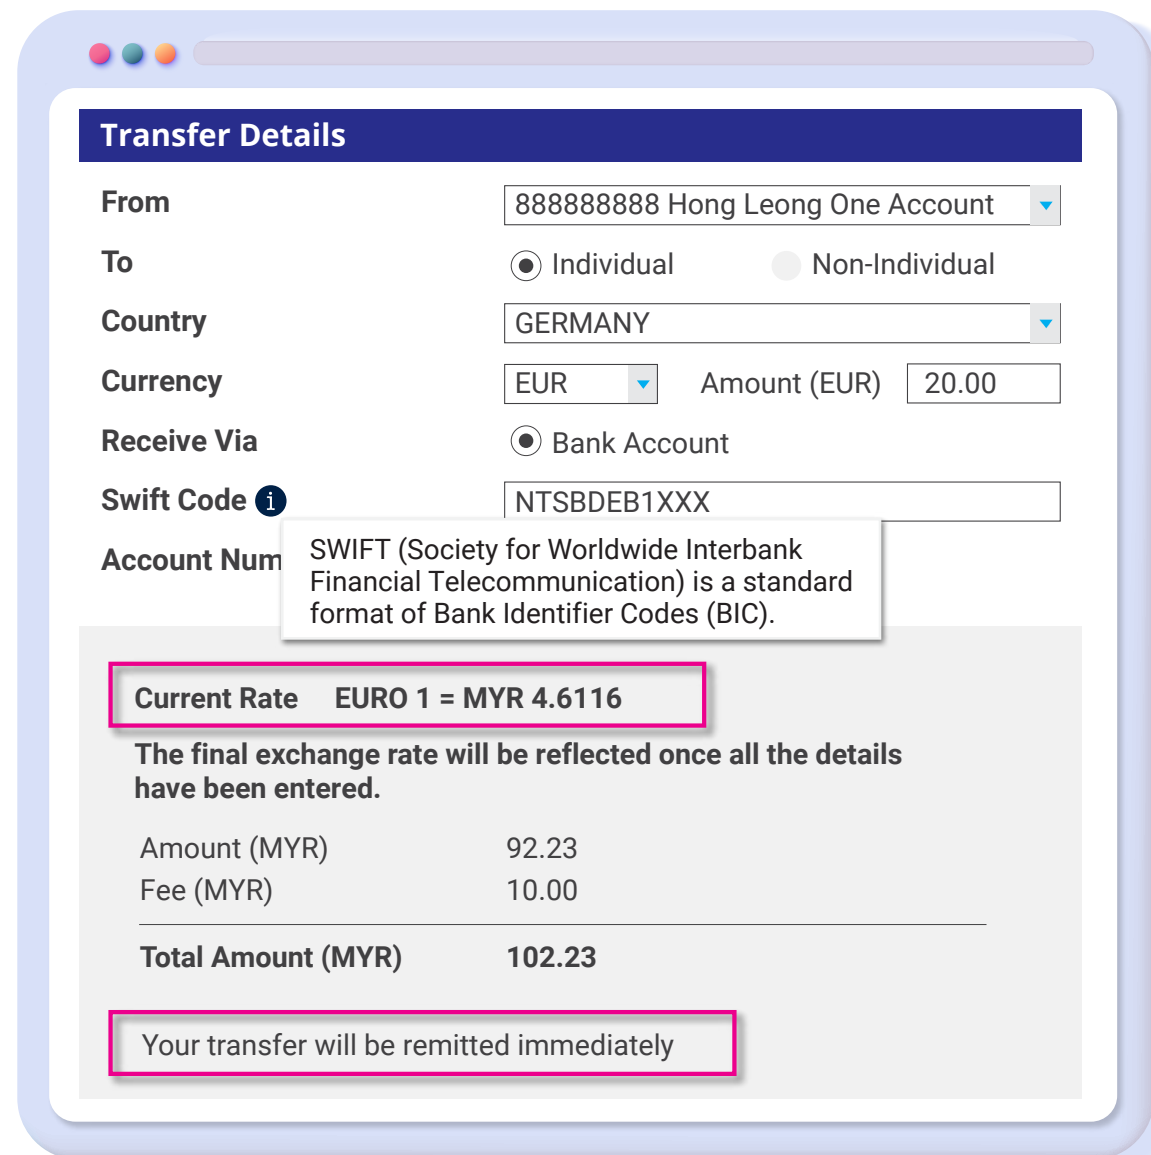 Transfer Details
From 888888888 Hong Leong One Account
To Individual Non-Individual
Country GERMANY
Currency EUR Amount (EUR) 20.00
Receive Via Bank Account
Swift Code i NTSBDEB1XXX
Account Num
SWIFT (Society for Worldwide Interbank
Financial Telecommunication) is a standard
format of Bank Identifier Codes (BIC).
Current Rate EURO 1 = MYR 4.6116
The final exchange rate will be reflected once all the details
have been entered.
Amount (MYR) 92.23
Fee (MYR) 10.00
Total Amount (MYR) 102.23
Your transfer will be remitted immediately